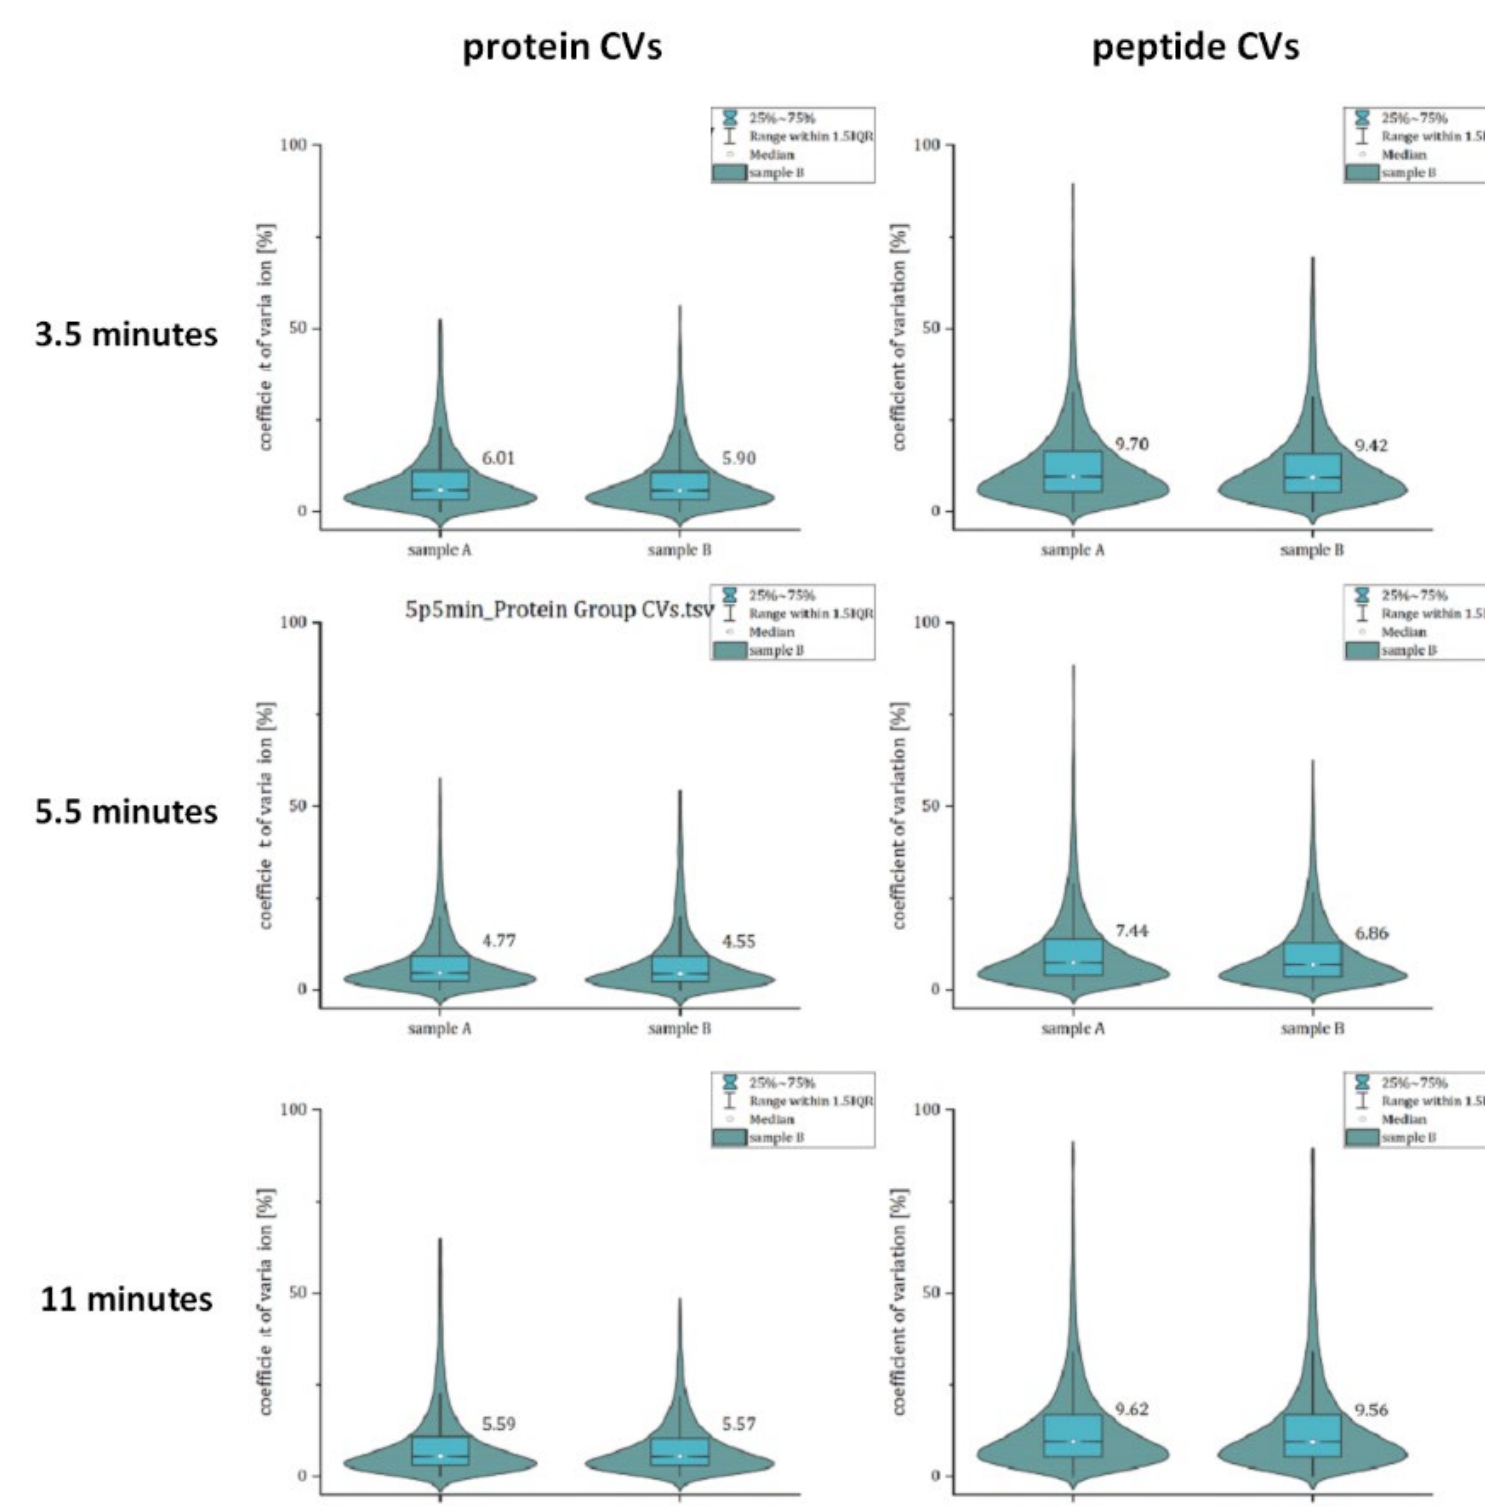 protein CVs
peptide CVs
3.5 minutes
coefficie it of varia ion [%]
100
50
0
25%~75%
Range within 1.5IQR
Median
sample B
6.01
5.90
sample A
sample B
coefficient of variation [%]
100
50
0
25%~75%
Range within 1.5I
Median
sample B
9.70
9.42
sample A
sample B
5.5 minutes
5p5min_Protein Group CVs.tsv
coefficie t of varia ion [%]
100
50
0
25%~75%
Range within 1.5IQR
Median
sample B
4.77
4.55
sample A
sample B
coefficient of variation [%]
100
50
0
25%~75%
Range within 1.5I
Median
sample B
7.44
6.86
sample A
sample B
11 minutes
coefficie it of varia ion [%]
100
50
0
25%~75%
Range within 1.5IQR
Median
sample B
5.59
5.57
coefficient of variation [%]
100
50
0
25%~75%
Range within 1.5I
Median
sample B
9.62
9.56